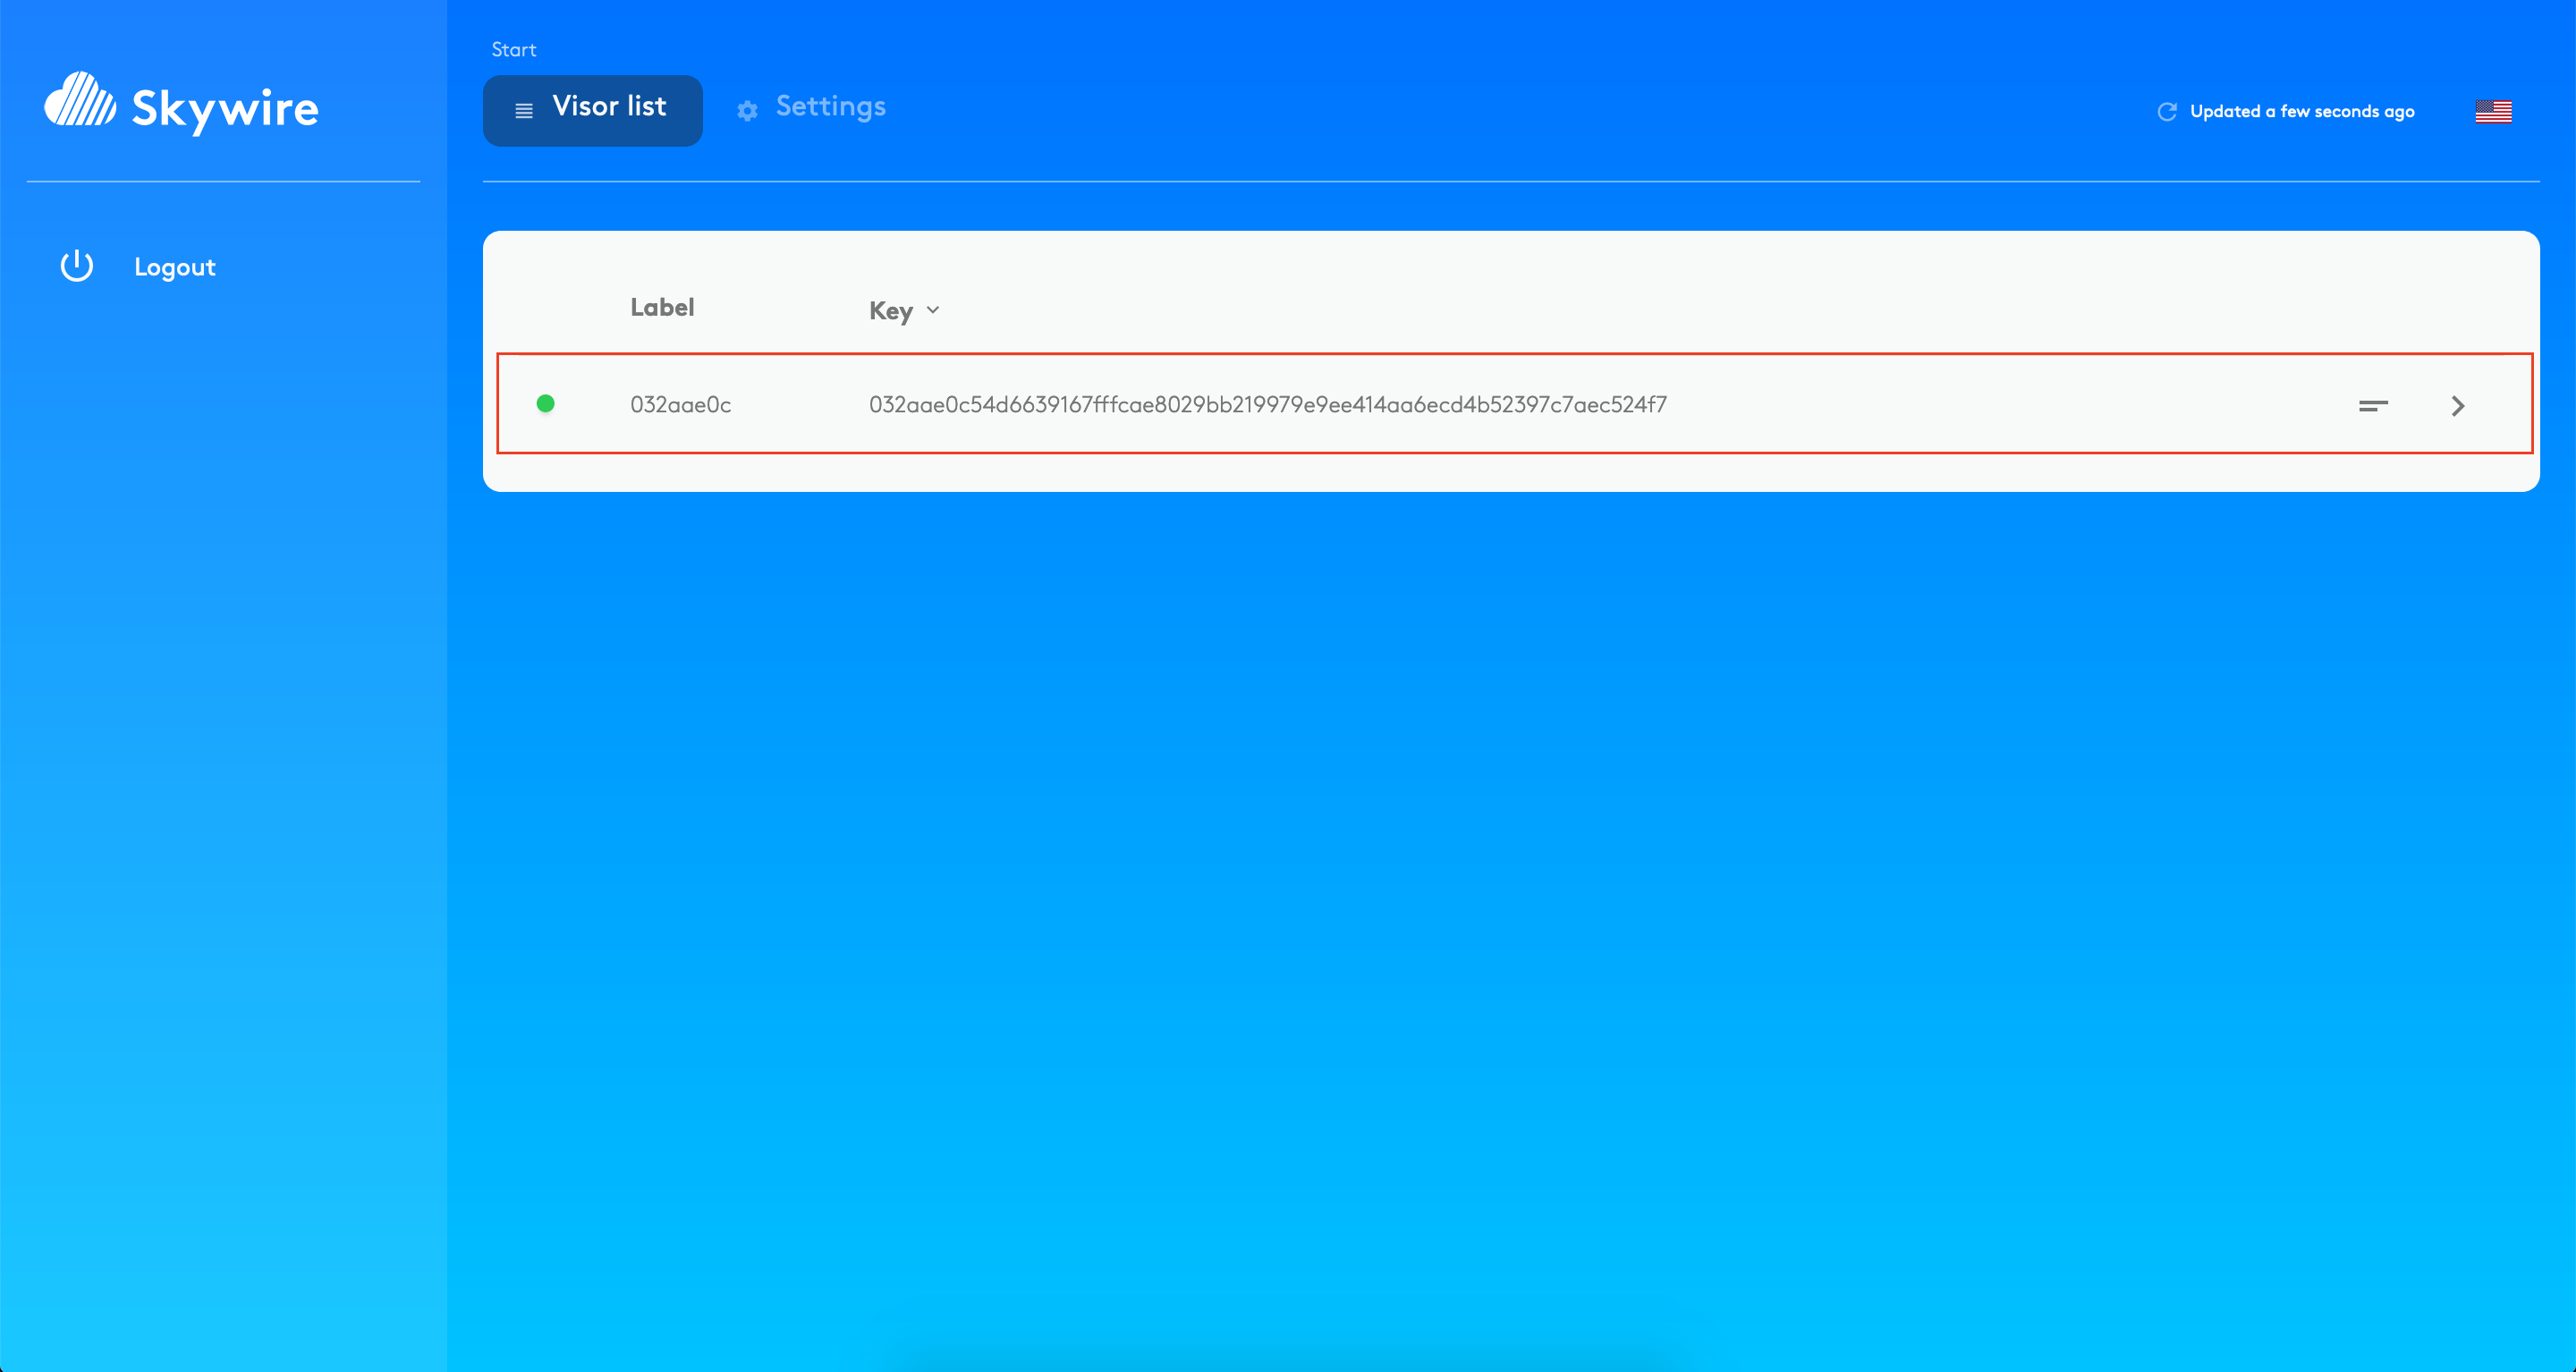 Skywire
Logout
Start
Visor list
Settings
Updated a few seconds ago
Label
Key
032aae0c
032aae0c54d6639167fffcae8029bb219979e9ee414aa6ecd4b52397c7aec524f7